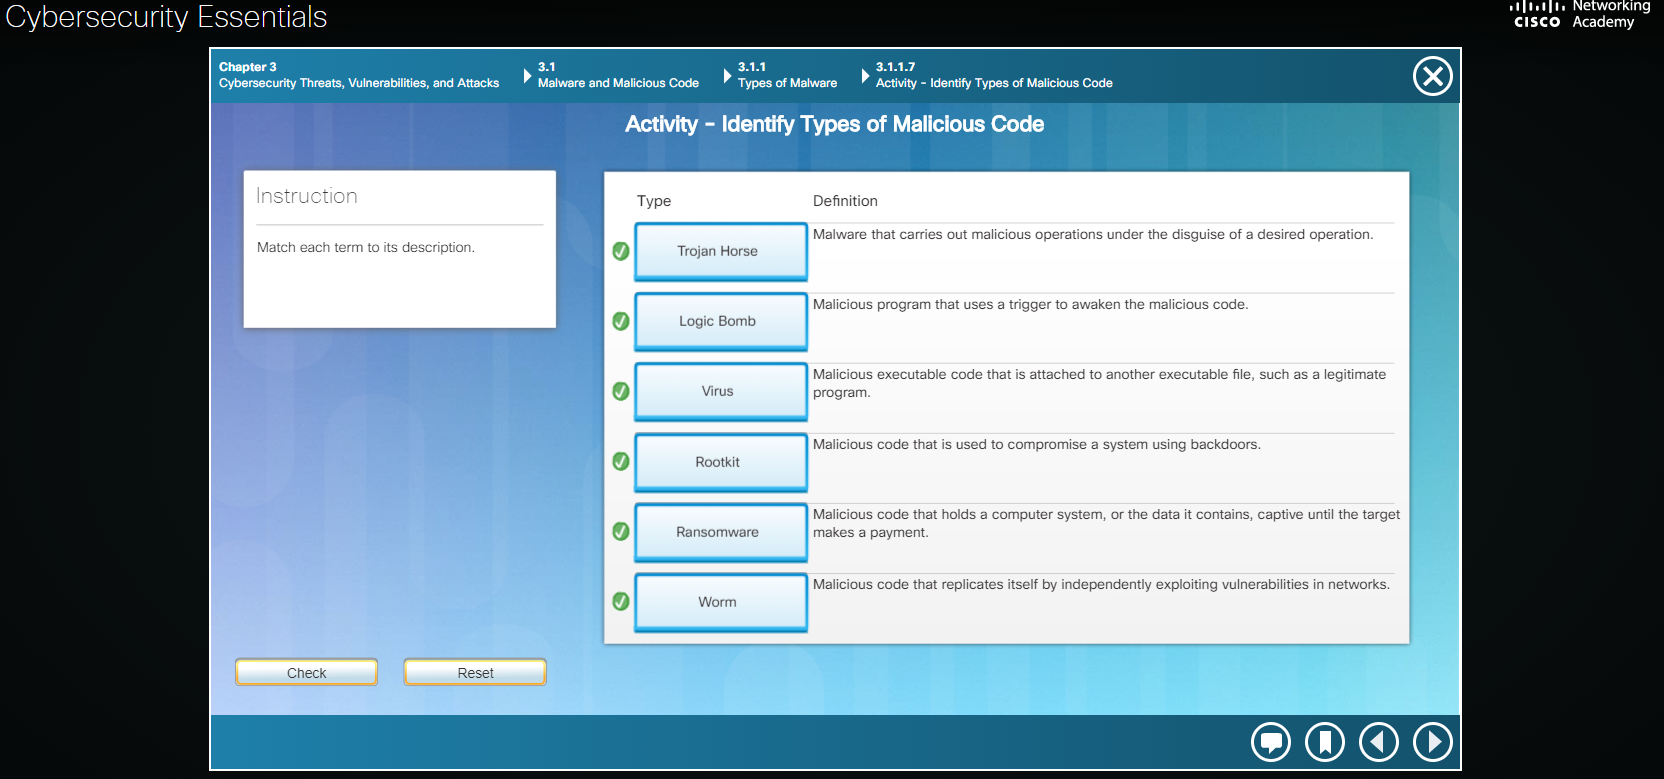 Cybersecurity Essentials
Networking
CISCO Academy
Chapter 3
Cybersecurity Threats, Vulnerabilities, and Attacks
3.1
Malware and Malicious Code
3.1.1
Types of Malware
3.1.1.7
Activity - Identify Types of Malicious Code
Activity - Identify Types of Malicious Code
Instruction
Match each term to its description.
Type Definition
Trojan Horse
Malware that carries out malicious operations under the disguise of a desired operation.
Logic Bomb
Malicious program that uses a trigger to awaken the malicious code.
Virus
Malicious executable code that is attached to another executable file, such as a legitimate
program.
Rootkit
Malicious code that is used to compromise a system using backdoors.
Ransomware
Malicious code that holds a computer system, or the data it contains, captive until the target
makes a payment.
Worm
Malicious code that replicates itself by independently exploiting vulnerabilities in networks.
Check
Reset